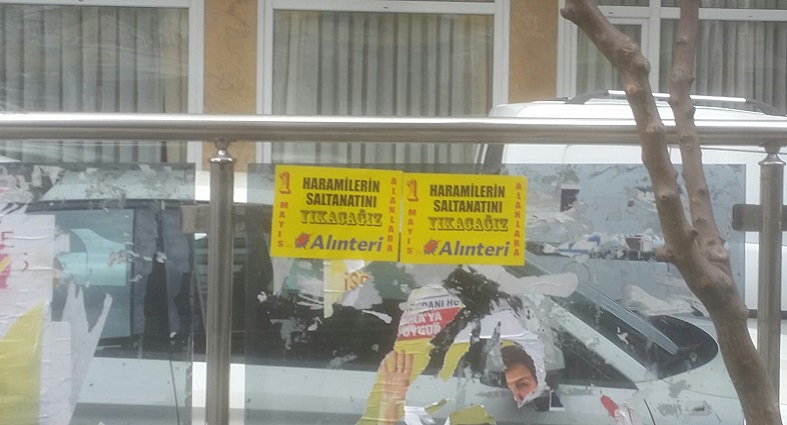 1 MAYIS
HARAMİLERİN
SALTANATINI
YIKACAĞIZ
Alınteri
ALANLARA
1 MAYIS
HARAMİLERİN
SALTANATINI
YIKACAĞIZ
Alınteri
ALANLARA